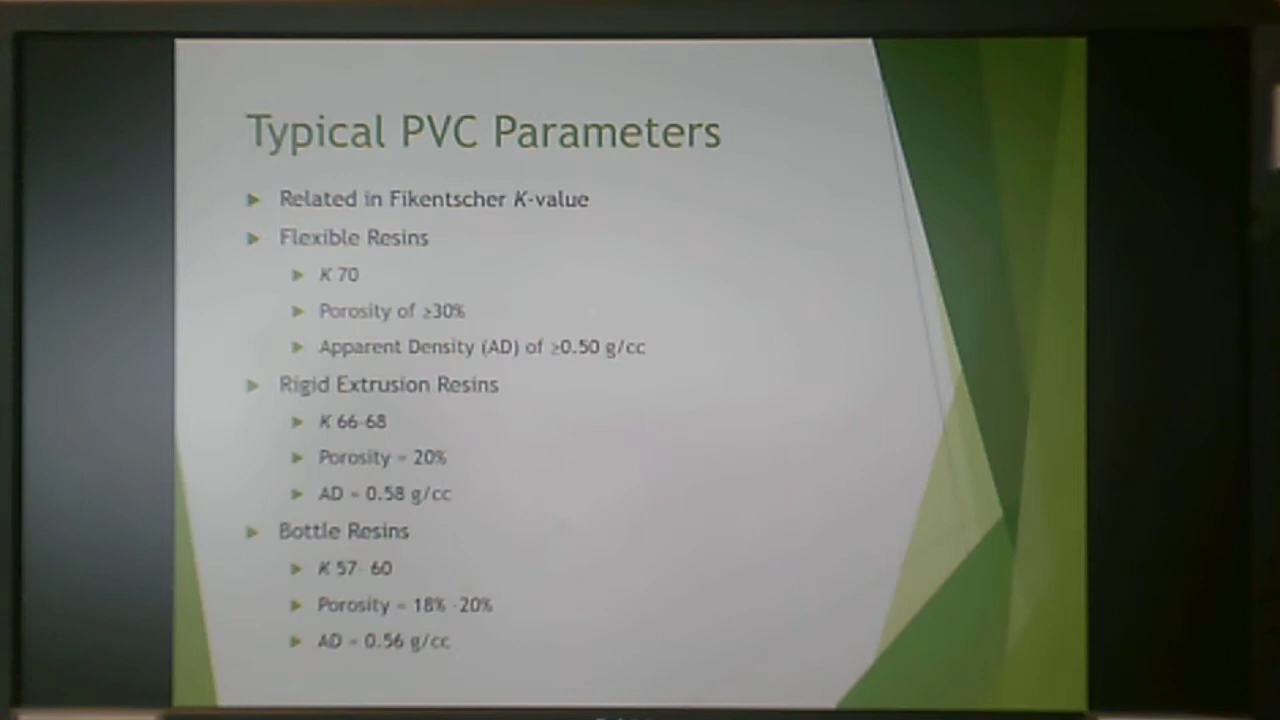 Typical PVC Parameters
Related in Fikentscher K-value
Flexible Resins
K 70
Porosity of ≥30%
Apparent Density (AD) of ≥0.50 g/cc
Rigid Extrusion Resins
K 66-68
Porosity ~ 20%
AD ~ 0.58 g/cc
Bottle Resins
K 57- 60
Porosity ~ 18% -20%
AD ~ 0.56 g/cc